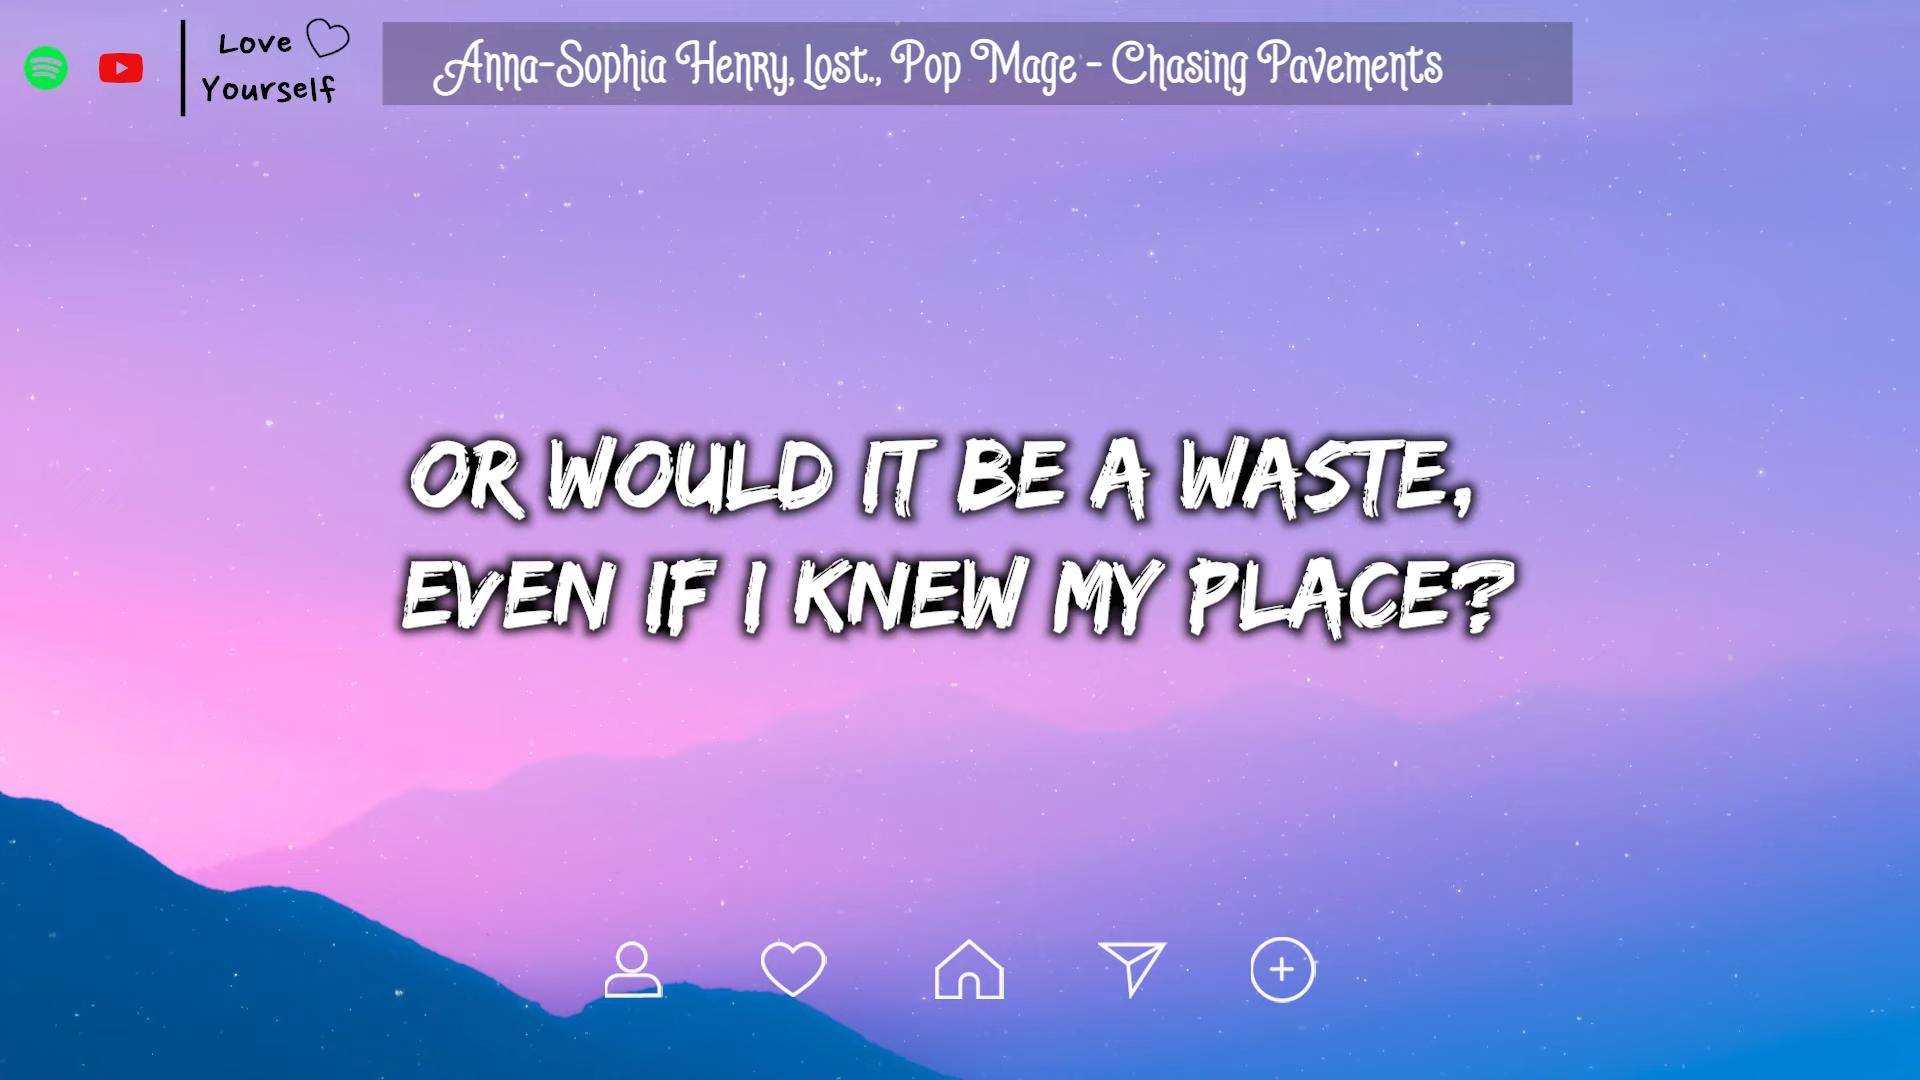 Love
Yourself
Anna-Sophia Henry, Lost., Pop Mage - Chasing Pavements
OR WOULD IT BE A WASTE,
EVEN IF I KNEW MY PLACE?